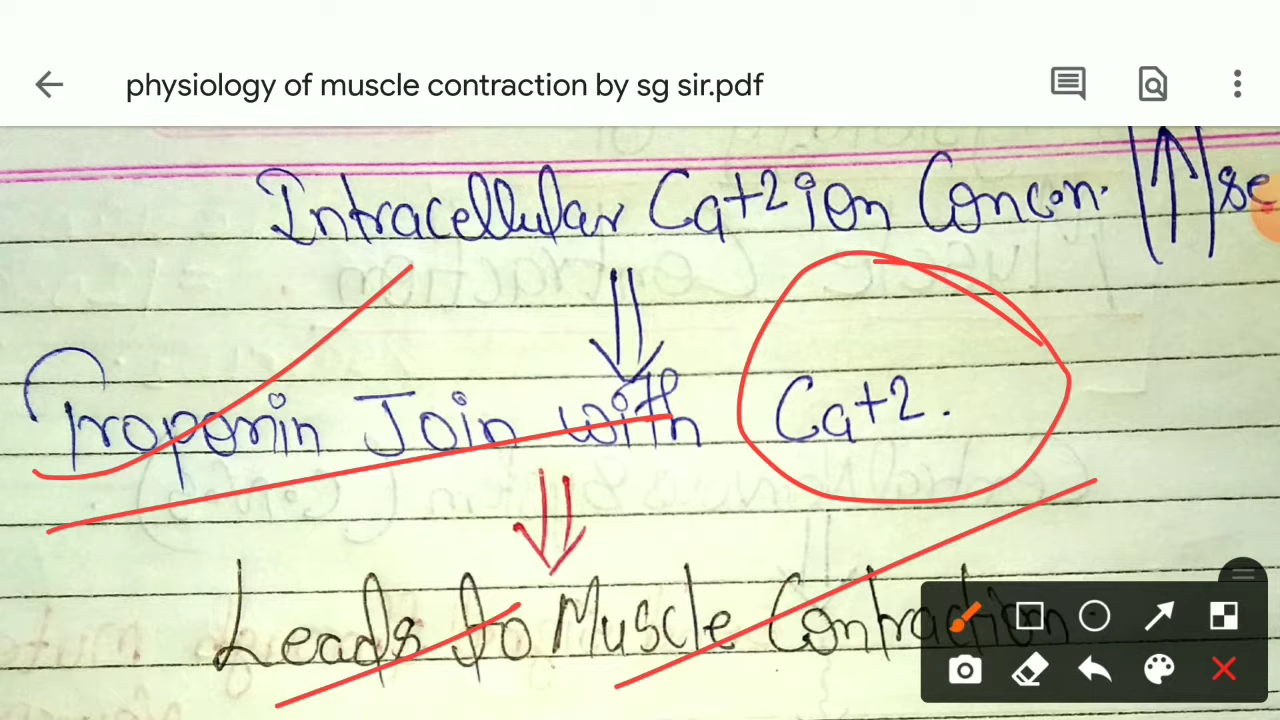 physiology of muscle contraction by sg sir.pdf
Intracellular Ca+2 ion Concn. (↑)se
Troponin Join with Ca+2.
Leads to Muscle Contraction